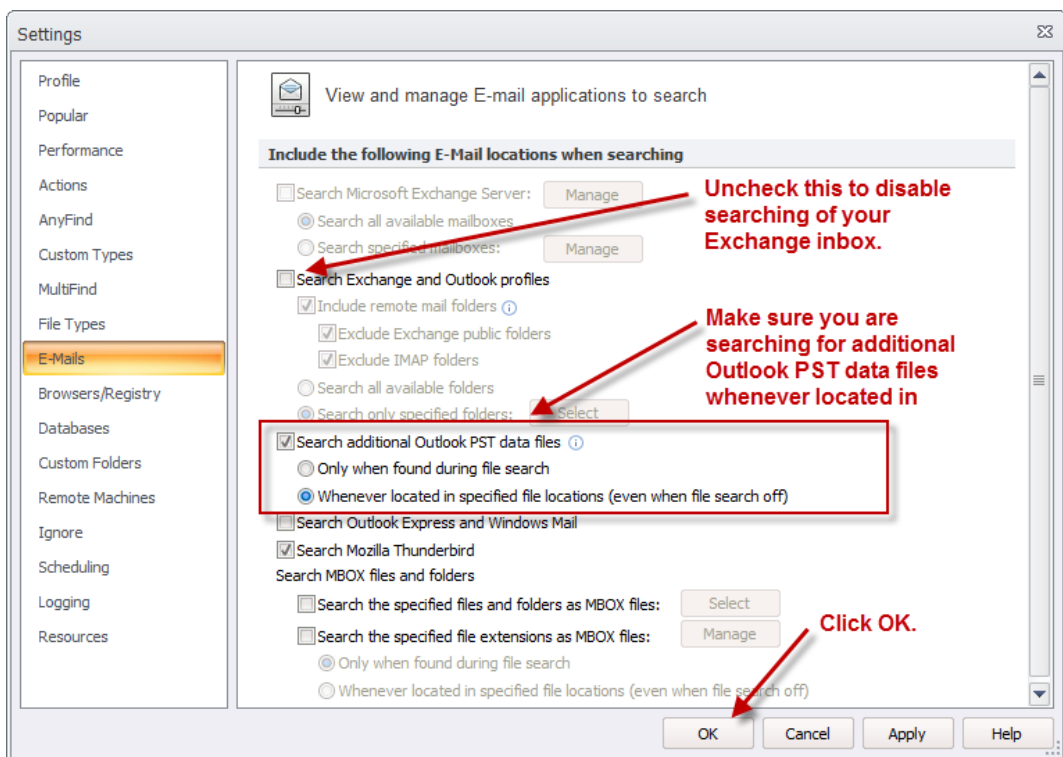 Settings
Profile
Popular
Performance
Actions
AnyFind
Custom Types
MultiFind
File Types
E-Mails
Browsers/Registry
Databases
Custom Folders
Remote Machines
Ignore
Scheduling
Logging
Resources
View and manage E-mail applications to search
Include the following E-Mail locations when searching
Search Microsoft Exchange Server: Manage
Search all available mailboxes
Search specified mailboxes: Manage
Uncheck this to disable
searching of your
Exchange inbox.
Search Exchange and Outlook profiles
Include remote mail folders
Exclude Exchange public folders
Exclude IMAP folders
Search all available folders
Search only specified folders: Select
Make sure you are
searching for additional
Outlook PST data files
whenever located in
Search additional Outlook PST data files
Only when found during file search
Whenever located in specified file locations (even when file search off)
Search Outlook Express and Windows Mail
Search Mozilla Thunderbird
Search MBOX files and folders
Search the specified files and folders as MBOX files: Select
Search the specified file extensions as MBOX files: Manage
Only when found during file search
Whenever located in specified file locations (even when file search off)
Click OK.
OK Cancel Apply Help